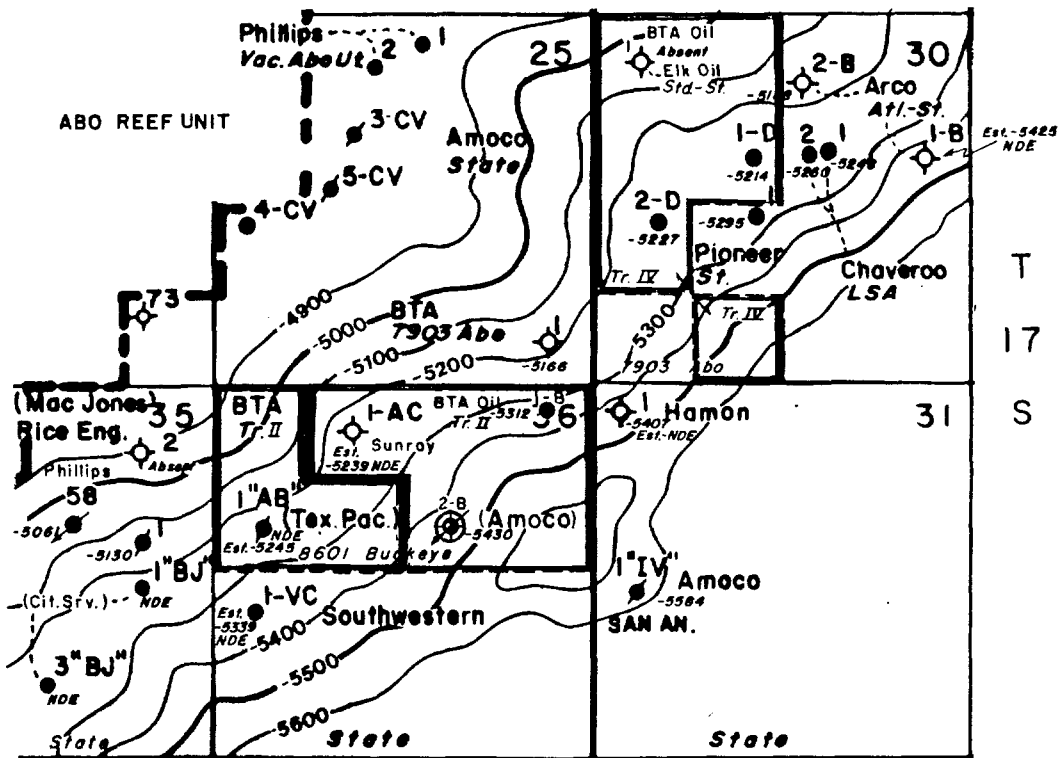 Phillips
Vac. Abo Ut.
2
1
25
3-CV
5-CV
4-CV
ABO REEF UNIT
Amoco
State
73
-4900
-5000
-5100
-5200
BTA
7903 Abo
1
-5166
BTA Oil
Absent
1
Elk Oil
Std.-St.
30
2-B
Arco
Atl.-St.
1-B
Est.-5425
NDE
1-D
-5214
2
1
-5260
2-D
-5227
1
-5295
Pioneer
St.
Tr. IV
Chaveroo
LSA
-5300
Tr. IV
7903 Abo
T
17
S
(Mac Jones)
Rice Eng.
35
2
Absent
Phillips
58
-5061
-5130
1
1"BJ"
(Cit. Srv.)
NDE
3"BJ"
NDE
State
BTA
Tr. II
1-AC
Est.
-5239 NDE
Sunray
BTA Oil
Tr. II
-5312
1-B
36
1"AB"
(Tex. Pac.)
NDE
Est.-5245
8601 Buckeye
2-B
(Amoco)
-5430
1-VC
Est.
-5339
NDE
Southwestern
-5400
-5500
-5600
State
1
Hamon
-5407
Est.-NDE
31
1"IV"
Amoco
-5584
SAN AN.
State